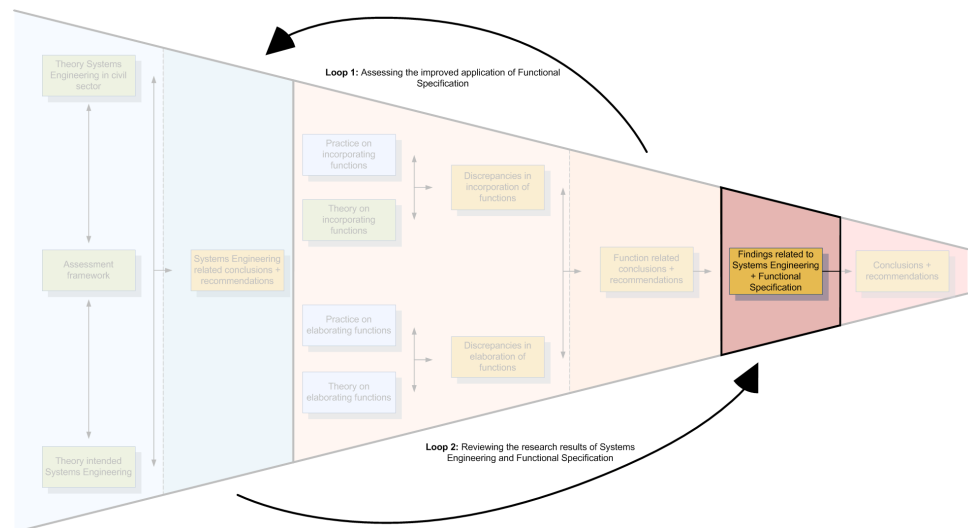 Theory Systems
Engineering in civil
sector
Assessment
framework
Theory intended
Systems Engineering
Systems Engineering
related conclusions +
recommendations
Loop 1: Assessing the improved application of Functional
Specification
Practice on
incorporating
functions
Theory on
incorporating
functions
Discrepancies in
incorporation of
functions
Practice on
elaborating functions
Theory on
elaborating functions
Discrepancies in
elaboration of
functions
Function related
conclusions +
recommendations
Findings related to
Systems Engineering
+ Functional
Specification
Conclusions +
recommendations
Loop 2: Reviewing the research results of Systems
Engineering and Functional Specification